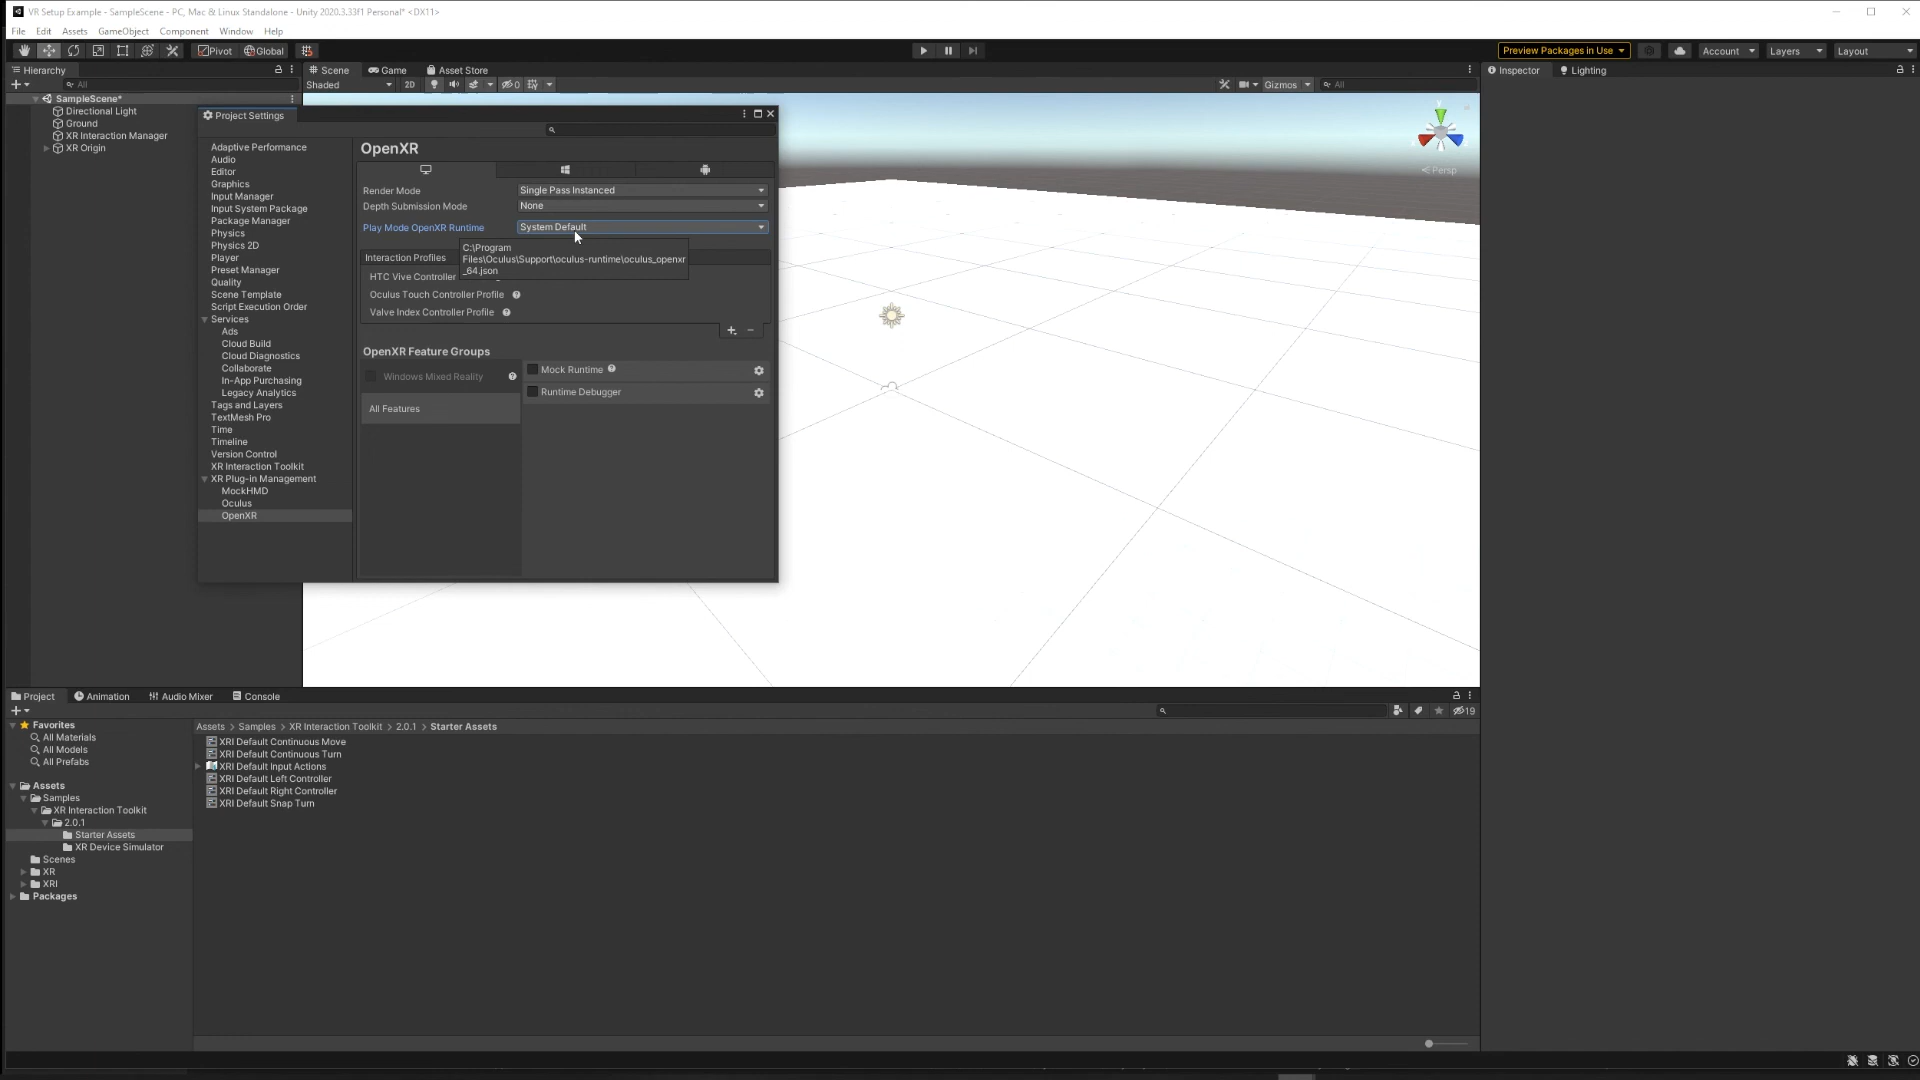 VR Setup Example - SampleScene - PC, Mac & Linux Standalone - Unity 2020.3.33f1 Personal* <DX11>
File Edit Assets GameObject Component Window Help
Pivot Global
Preview Packages in Use
Account
Layers
Layout
Hierarchy
All
SampleScene*
Directional Light
Ground
XR Interaction Manager
XR Origin
Scene Game Asset Store
Shaded 2D 0 Gizmos All
Persp
Inspector Lighting
Project Settings
Adaptive Performance
Audio
Editor
Graphics
Input Manager
Input System Package
Package Manager
Physics
Physics 2D
Player
Preset Manager
Quality
Scene Template
Script Execution Order
Services
Ads
Cloud Build
Cloud Diagnostics
Collaborate
In-App Purchasing
Legacy Analytics
Tags and Layers
TextMesh Pro
Time
Timeline
Version Control
XR Interaction Toolkit
XR Plug-in Management
MockHMD
Oculus
OpenXR
OpenXR
Render Mode Single Pass Instanced
Depth Submission Mode None
Play Mode OpenXR Runtime System Default
C:\Program
Files\Oculus\Support\oculus-runtime\oculus_openxr
_64.json
Interaction Profiles
HTC Vive Controller
Oculus Touch Controller Profile
Valve Index Controller Profile
OpenXR Feature Groups
Windows Mixed Reality
All Features
Mock Runtime
Runtime Debugger
Project Animation Audio Mixer Console
19
Favorites
All Materials
All Models
All Prefabs
Assets
Samples
XR Interaction Toolkit
2.0.1
Starter Assets
XR Device Simulator
Scenes
XR
XRI
Packages
Assets > Samples > XR Interaction Toolkit > 2.0.1 > Starter Assets
XRI Default Continuous Move
XRI Default Continuous Turn
XRI Default Input Actions
XRI Default Left Controller
XRI Default Right Controller
XRI Default Snap Turn